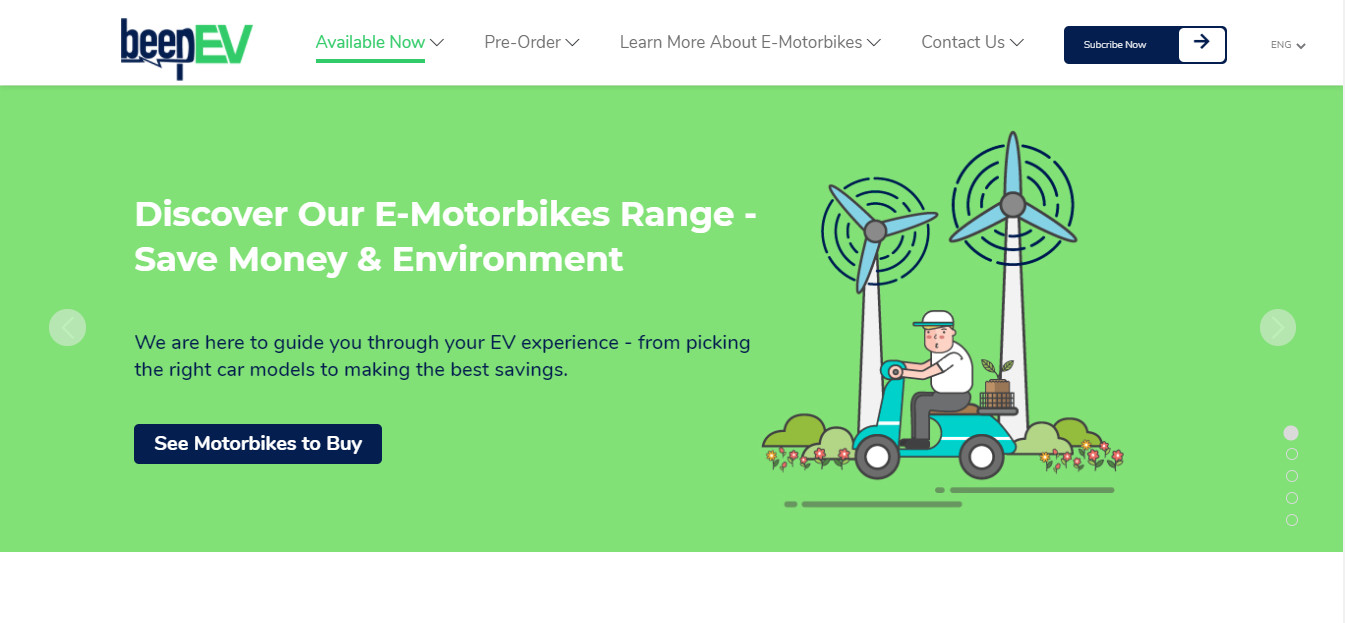 beepEV
Available Now
Pre-Order
Learn More About E-Motorbikes
Contact Us
Subcribe Now
ENG
Discover Our E-Motorbikes Range -
Save Money & Environment
We are here to guide you through your EV experience - from picking
the right car models to making the best savings.
See Motorbikes to Buy